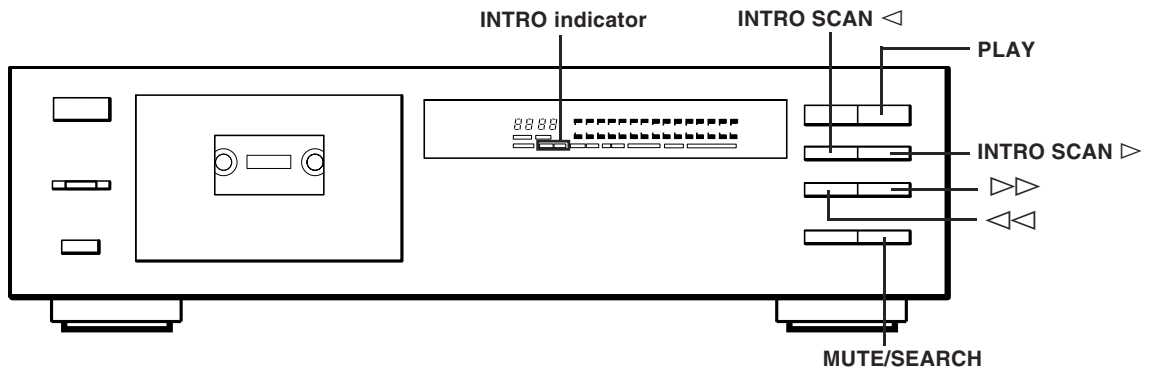 INTRO indicator
INTRO SCAN ◁
PLAY
8888
INTRO SCAN ▷
▷▷
◁◁
MUTE/SEARCH